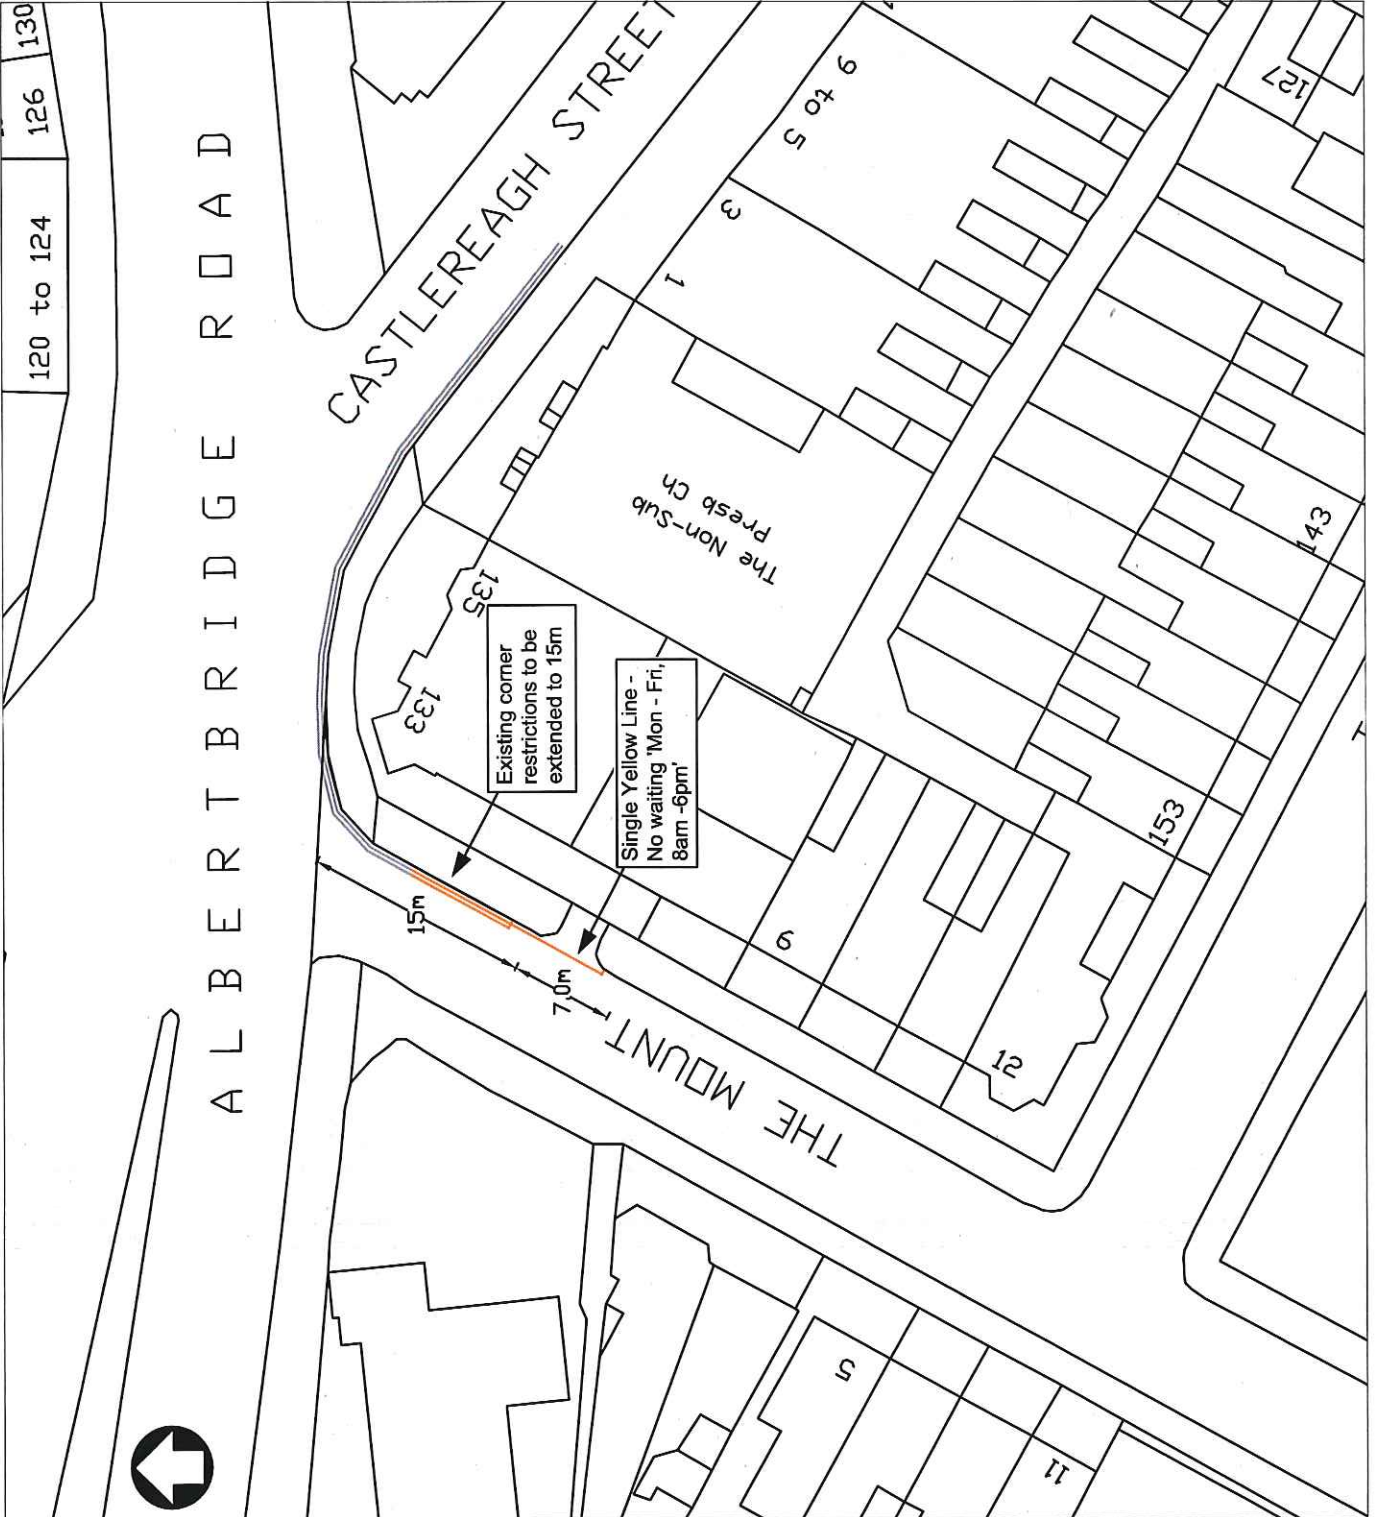 130
126
120 to 124
ALBERTBRIDGE ROAD
CASTLEREAGH STREET
9 to 5
3
1
127
The Non-Sub
Presb Ch
135
133
Existing corner
restrictions to be
extended to 15m
Single Yellow Line -
No waiting 'Mon - Fri,
8am -6pm'
15m
7.0m
THE MOUNT
9
12
143
153
5
11